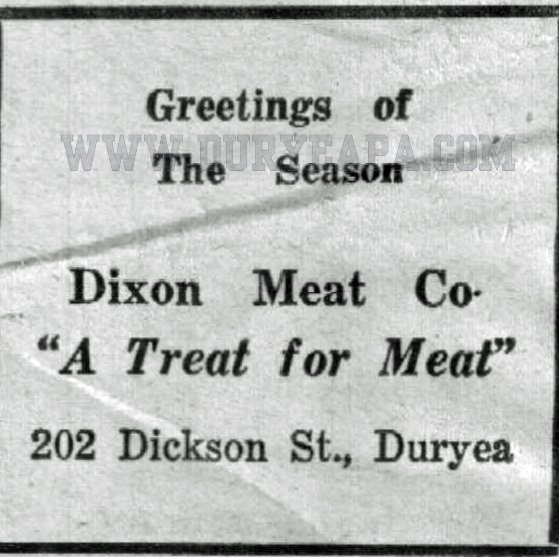 Greetings of
WWW.DURYEAPA.COM
The Season
Dixon Meat Co.
“A Treat for Meat”
202 Dickson St., Duryea